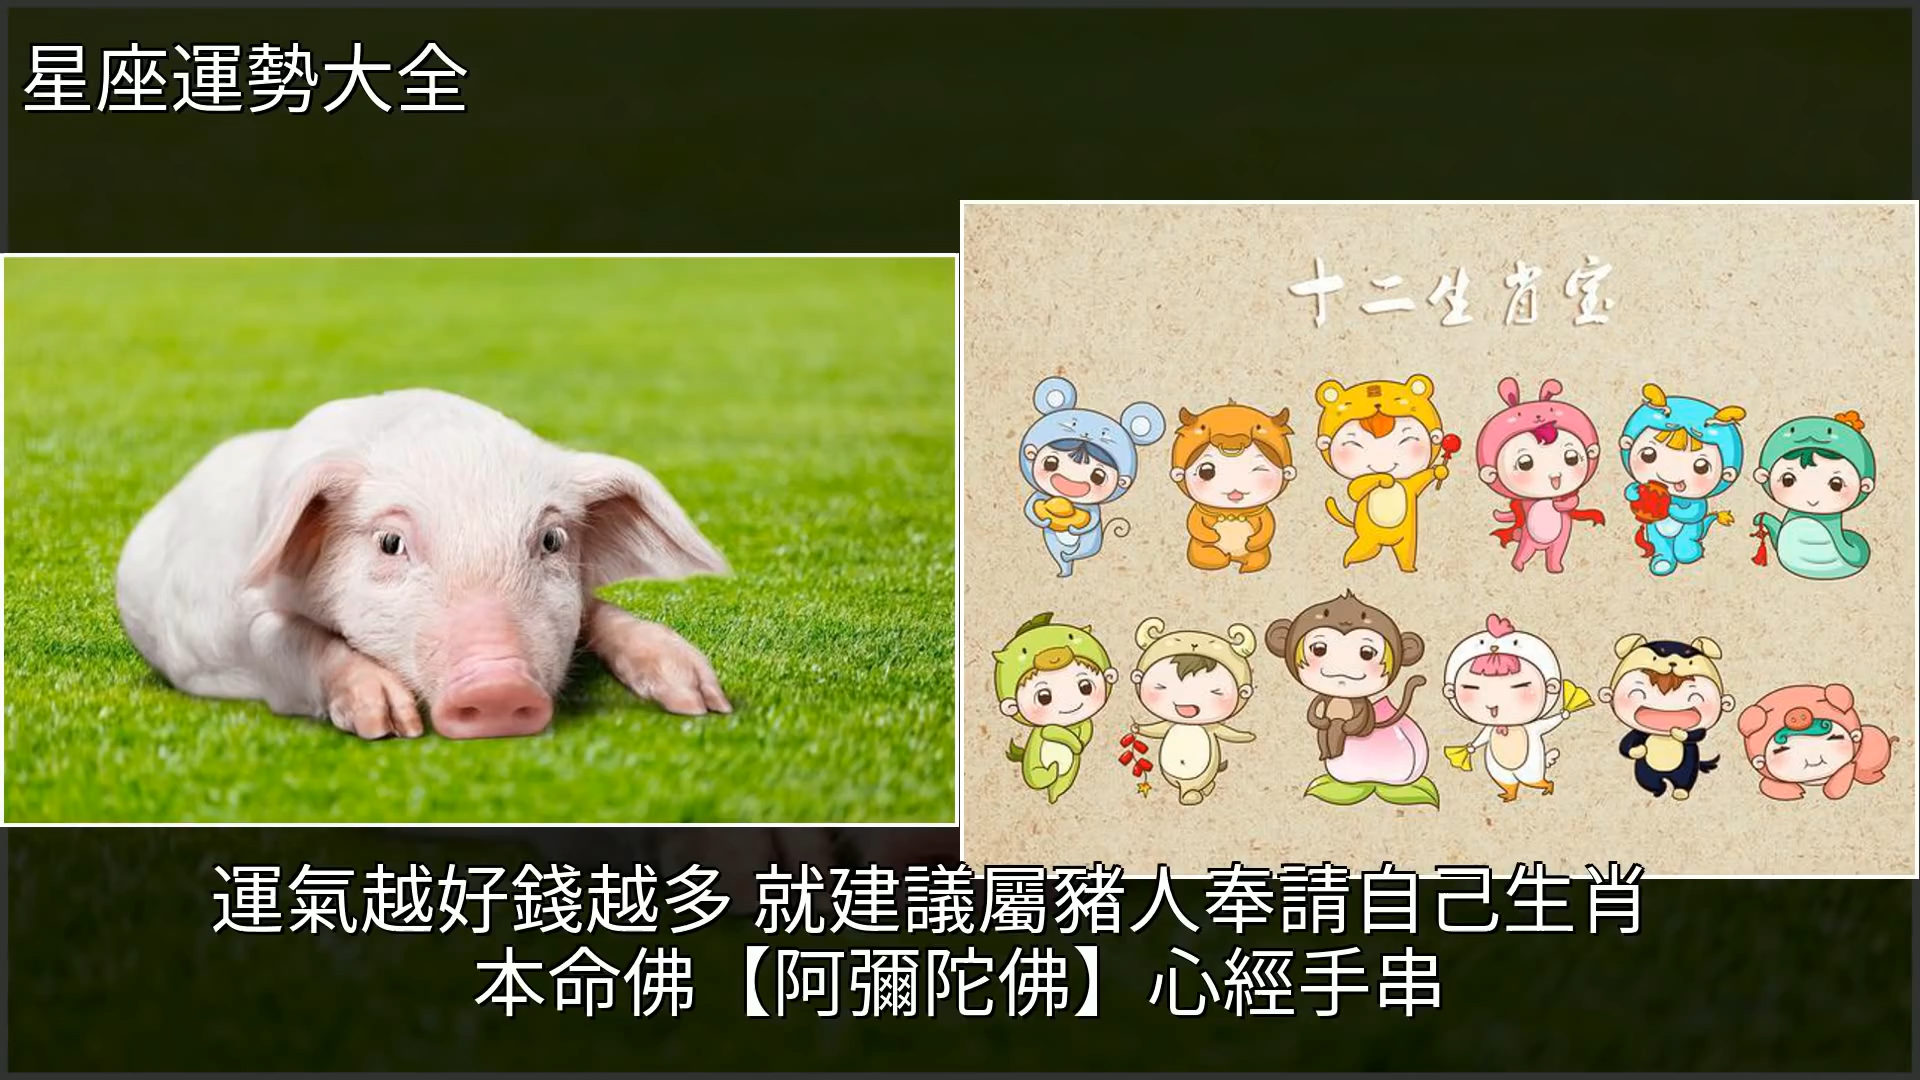 星座運勢大全
十二生肖宝
運氣越好錢越多 就建議屬豬人奉請自己生肖
本命佛【阿彌陀佛】心經手串